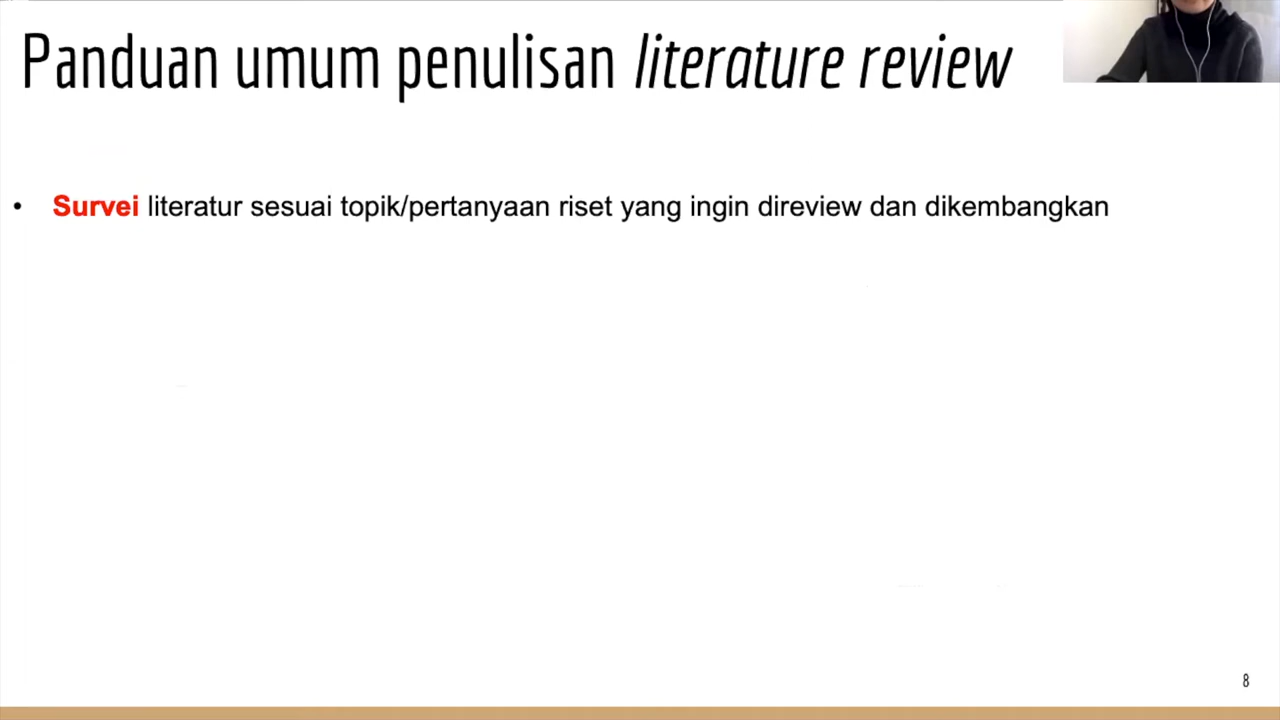 Panduan umum penulisan literature review
• Survei literatur sesuai topik/pertanyaan riset yang ingin direview dan dikembangkan
8